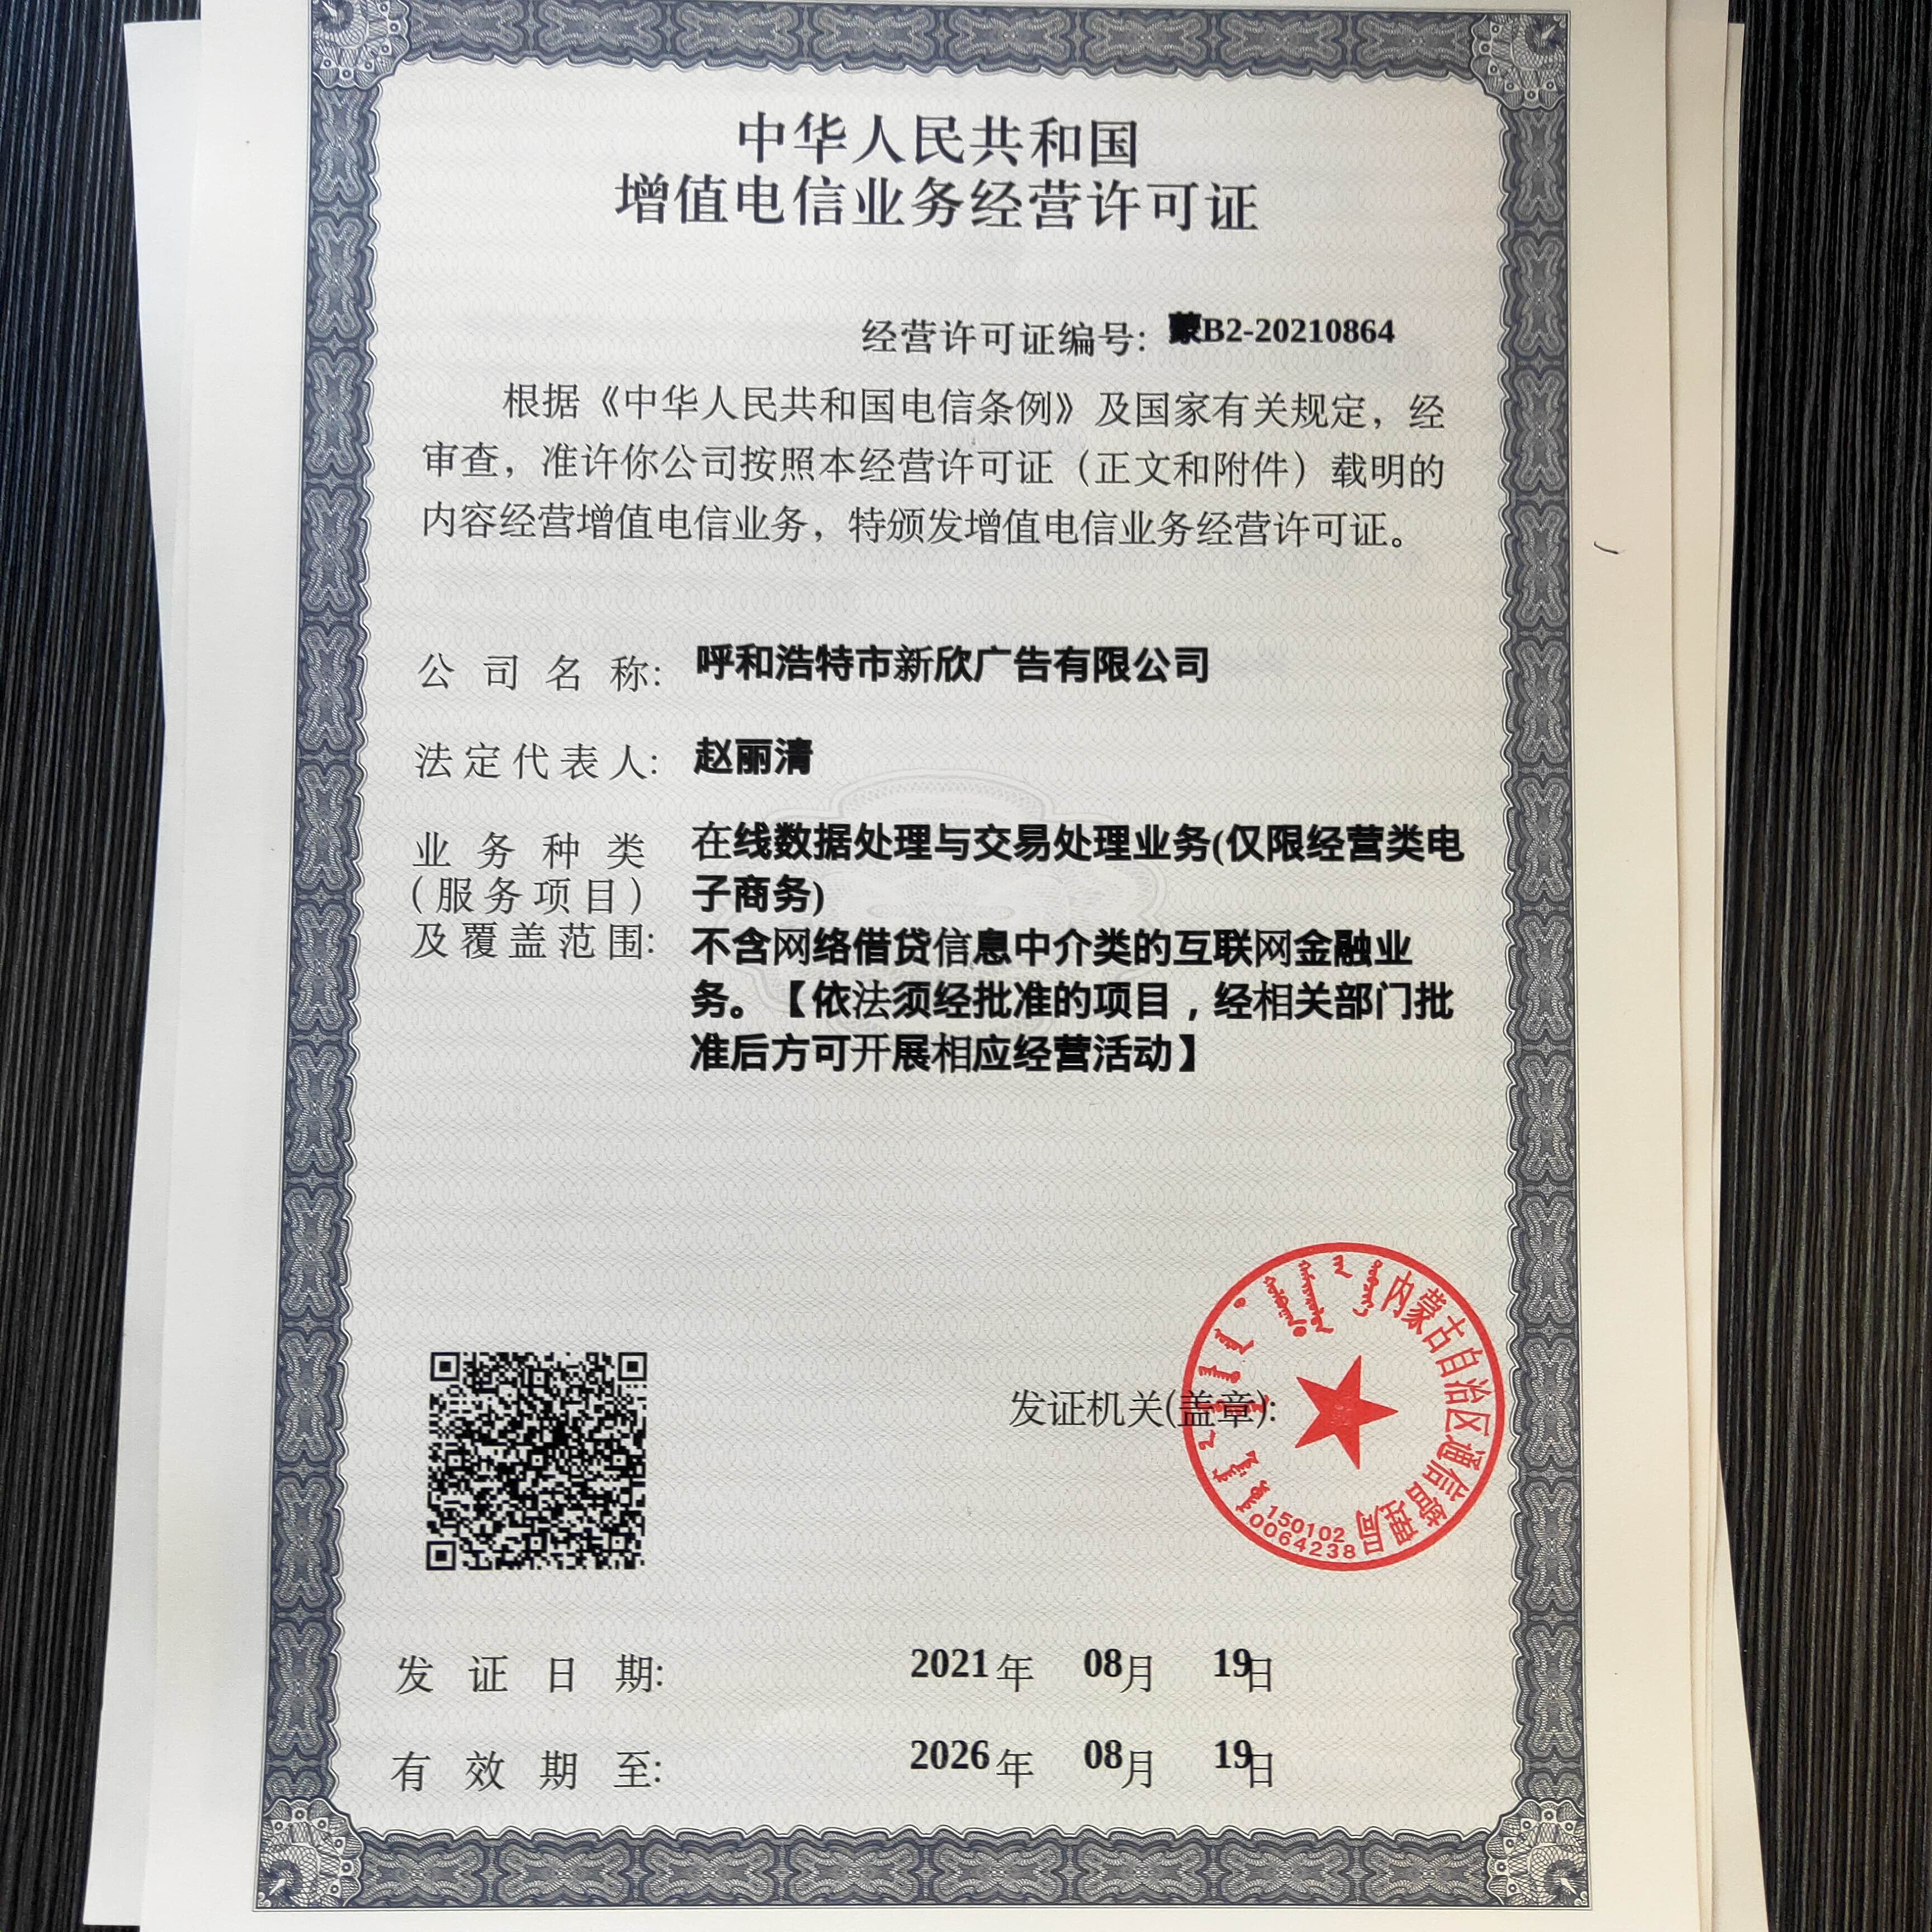 中华人民共和国
增值电信业务经营许可证
经营许可证编号：蒙B2-20210864
根据《中华人民共和国电信条例》及国家有关规定，经
审查，准许你公司按照本经营许可证（正文和附件）载明的
内容经营增值电信业务，特颁发增值电信业务经营许可证。
公司名称：呼和浩特市新欣广告有限公司
法定代表人：赵丽清
业务种类
（服务项目）
及覆盖范围：
在线数据处理与交易处理业务(仅限经营类电
子商务)
不含网络借贷信息中介类的互联网金融业
务。【依法须经批准的项目，经相关部门批
准后方可开展相应经营活动】
发证机关(盖章)：
内蒙古自治区通信管理局
150102
0064238
发证日期：2021年08月19日
有效期至：2026年08月19日